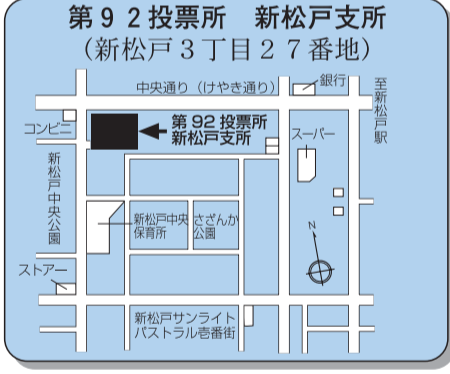 第92投票所 新松戸支所
(新松戸3丁目27番地)
中央通り(けやき通り)
銀行
至新松戸駅
コンビニ
第92投票所
新松戸支所
スーパー
新松戸中央公園
新松戸中央
保育所
さざんか
公園
N
ストアー
新松戸サンライト
パストラル壱番街